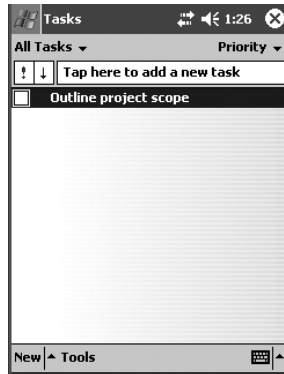 Tasks 1:26
All Tasks Priority
! ↓ Tap here to add a new task
Outline project scope
New Tools